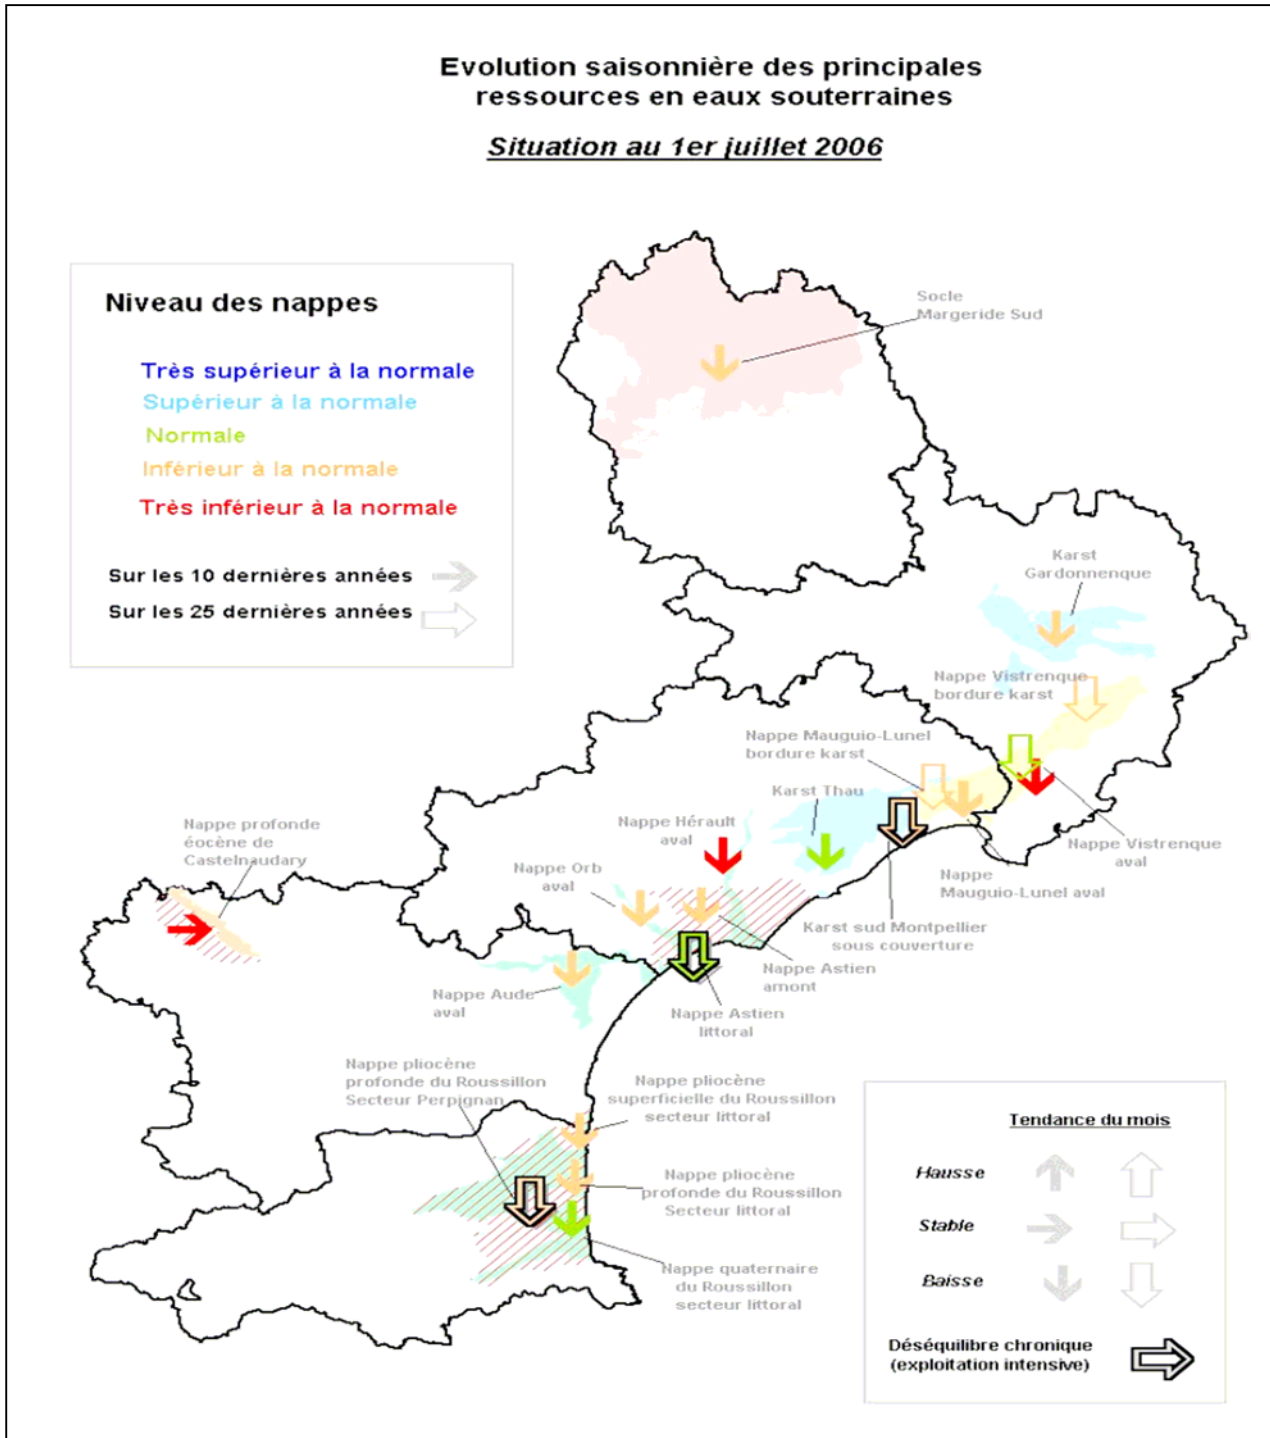 Evolution saisonnière des principales
ressources en eaux souterraines
Situation au 1er juillet 2006
Niveau des nappes
Très supérieur à la normale
Supérieur à la normale
Normale
Inférieur à la normale
Très inférieur à la normale
Sur les 10 dernières années
Sur les 25 dernières années
Socle
Margeride Sud
Karst
Gardonnenque
Nappe Vistrenque
bordure karst
Nappe Mauguio-Lunel
bordure karst
Karst Thau
Nappe Hérault
aval
Nappe profonde
éocène de
Castelnaudary
Nappe Orb
aval
Nappe Vistrenque
aval
Nappe
Mauguio-Lunel aval
Karst sud Montpellier
sous couverture
Nappe Astien
amont
Nappe Aude
aval
Nappe Astien
littoral
Nappe pliocène
profonde du Roussillon
Secteur Perpignan
Nappe pliocène
superficielle du Roussillon
secteur littoral
Nappe pliocène
profonde du Roussillon
Secteur littoral
Nappe quaternaire
du Roussillon
secteur littoral
Tendance du mois
Hausse
Stable
Baisse
Déséquilibre chronique
(exploitation intensive)